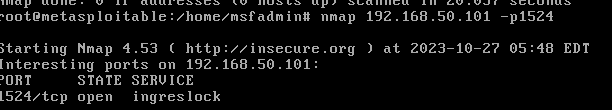 Nmap done: 0 IP addresses (0 hosts up) scanned in 20.057 seconds
root@metasploitable:/home/msfadmin# nmap 192.168.50.101 -p1524
Starting Nmap 4.53 ( http://insecure.org ) at 2023-10-27 05:48 EDT
Interesting ports on 192.168.50.101:
PORT     STATE SERVICE
1524/tcp open  ingreslock